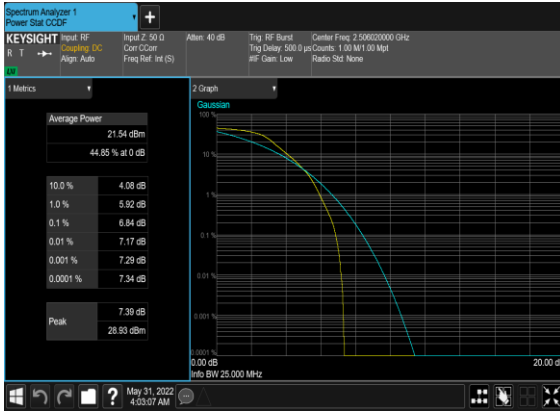 Spectrum Analyzer 1
Power Stat CCDF
KEYSIGHT
R T
Input: RF
Coupling: DC
Align: Auto
Input Z: 50 Ω
Corr CCorr
Freq Ref: Int (S)
Atten: 40 dB
Trig: RF Burst
Trig Delay: 500.0 µs
#IF Gain: Low
Center Freq: 2.506020000 GHz
Counts: 1.00 M/1.00 Mpt
Radio Std: None
1 Metrics
Average Power
21.54 dBm
44.85 % at 0 dB
10.0 % 4.08 dB
1.0 % 5.92 dB
0.1 % 6.84 dB
0.01 % 7.17 dB
0.001 % 7.29 dB
0.0001 % 7.34 dB
Peak
7.39 dB
28.93 dBm
2 Graph
Gaussian
100 %
10 %
1 %
0.1 %
0.01 %
0.001 %
0.0001 %
0.00 dB
20.00 d
Info BW 25.000 MHz
May 31, 2022
4:03:07 AM